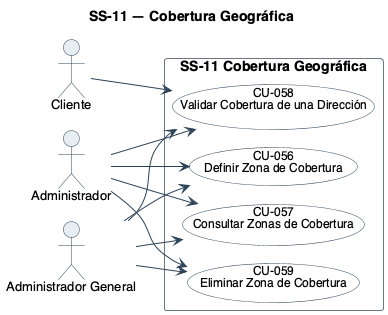 SS-11 — Cobertura Geográfica
SS-11 Cobertura Geográfica
CU-058
Validar Cobertura de una Dirección
Cliente
CU-056
Definir Zona de Cobertura
Administrador
CU-057
Consultar Zonas de Cobertura
CU-059
Eliminar Zona de Cobertura
Administrador General